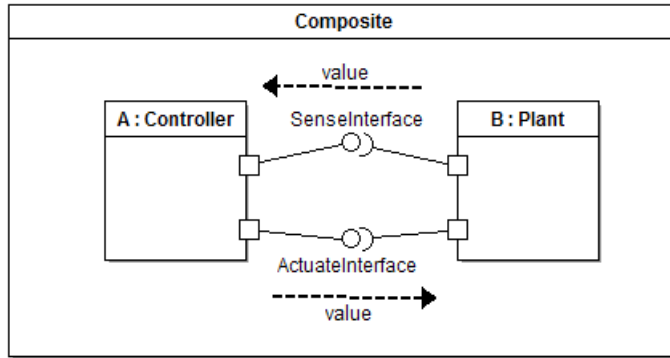 Composite
value
A : Controller
SenseInterface
B : Plant
ActuateInterface
value